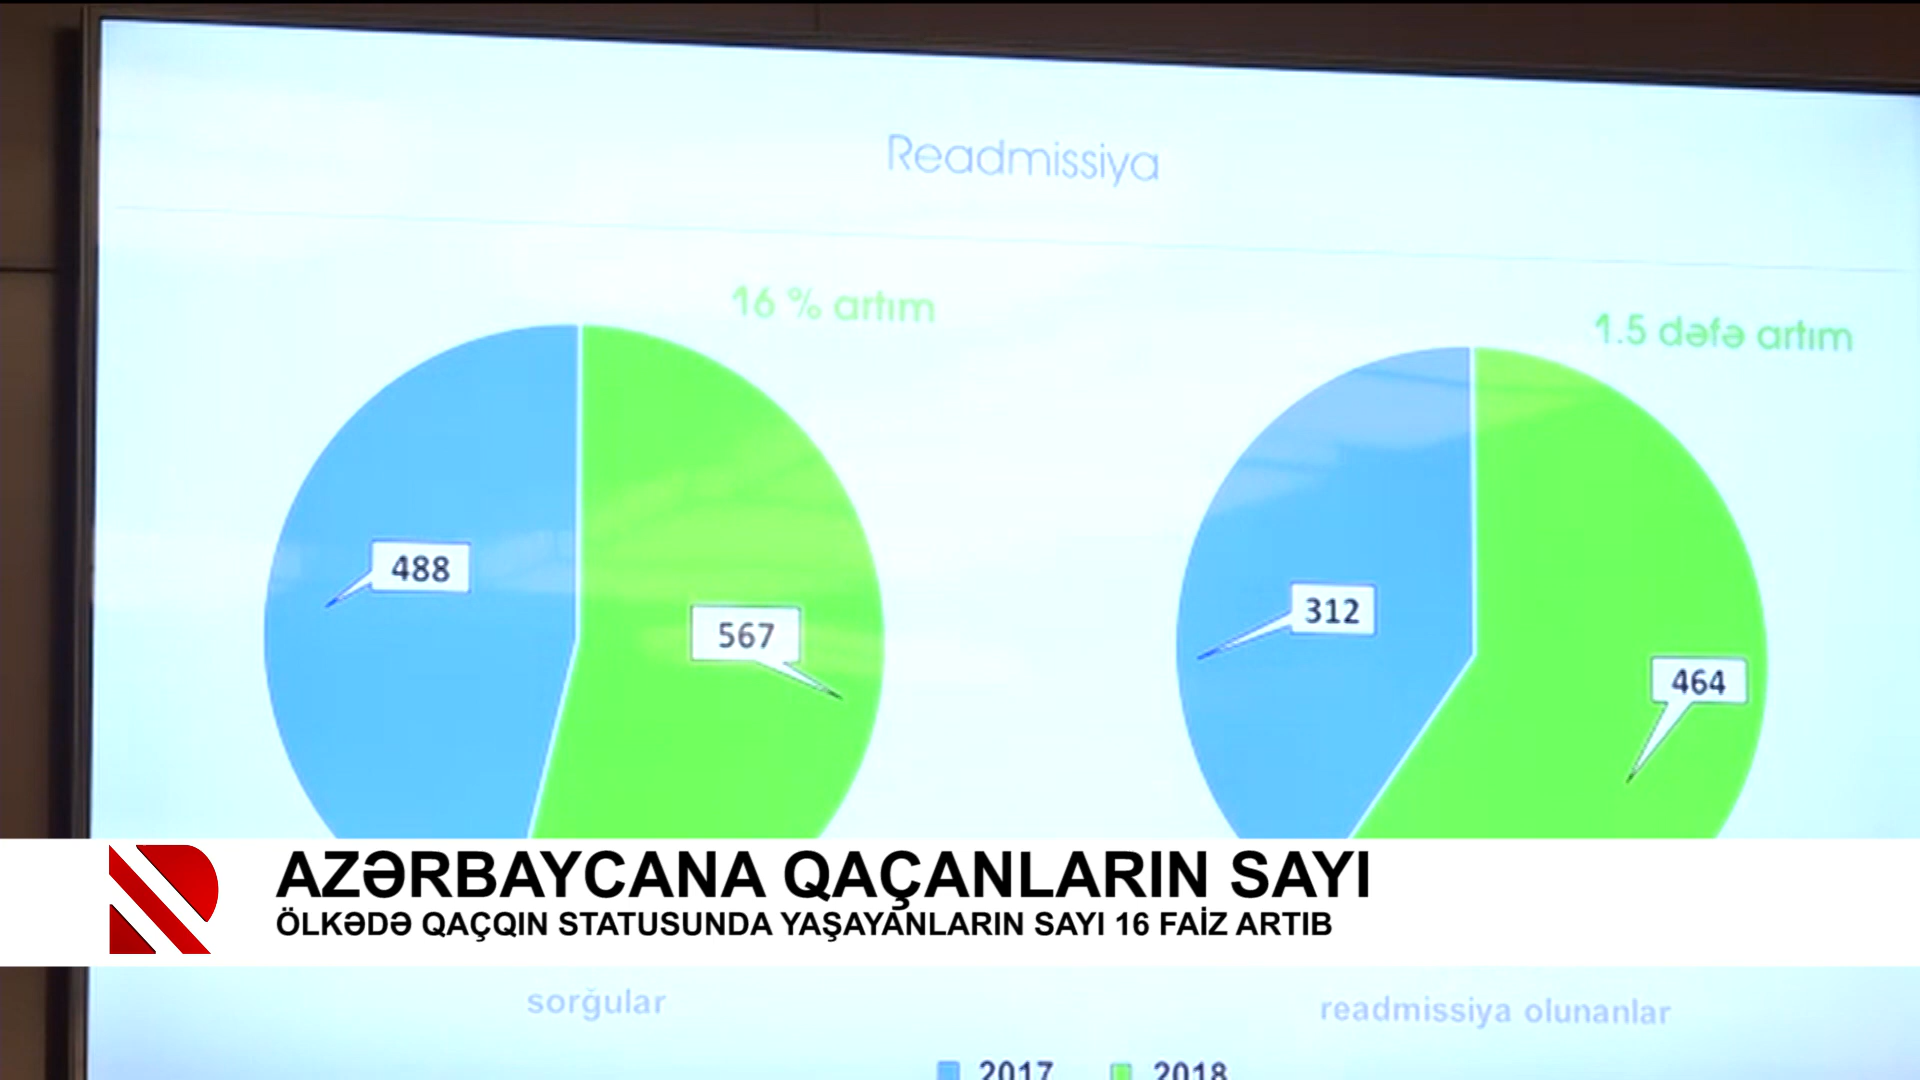 Readmissiya
16 % artım
1.5 dəfə artım
488
567
312
464
AZƏRBAYCANA QAÇANLARIN SAYI
ÖLKƏDƏ QAÇQIN STATUSUNDA YAŞAYANLARIN SAYI 16 FAİZ ARTIB
sorğular
readmissiya olunanlar
2017 2018